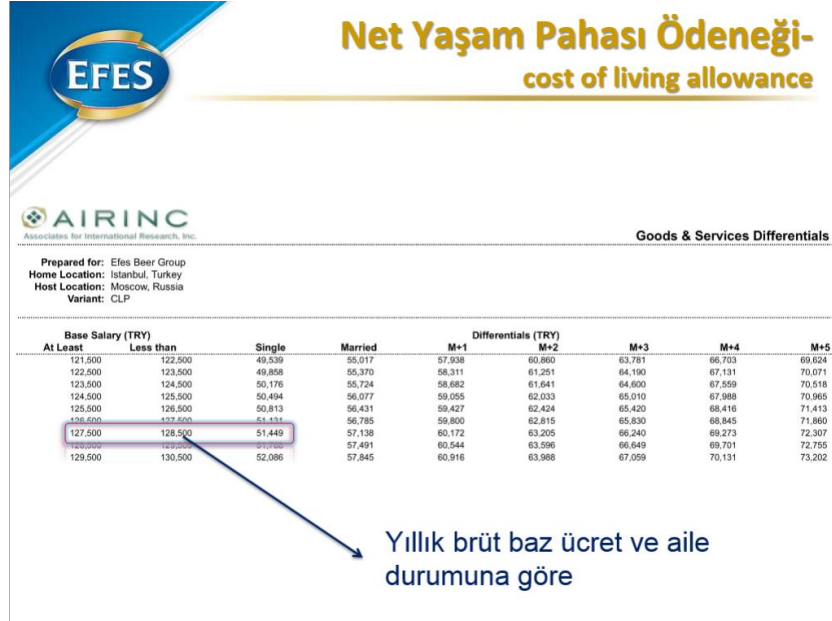 EFES
Net Yaşam Pahası Ödeneği-
cost of living allowance
AIRINC
Associates for International Research, Inc.
Goods & Services Differentials
Prepared for: Efes Beer Group
Home Location: Istanbul, Turkey
Host Location: Moscow, Russia
Variant: CLP
Base Salary (TRY) Differentials (TRY)
At Least Less than Single Married M+1 M+2 M+3 M+4 M+5
121,500 122,500 49,539 55,017 57,938 60,860 63,781 66,703 69,624
122,500 123,500 49,858 55,370 58,311 61,251 64,190 67,131 70,071
123,500 124,500 50,176 55,724 58,682 61,641 64,600 67,559 70,518
124,500 125,500 50,494 56,077 59,055 62,033 65,010 67,988 70,965
125,500 126,500 50,813 56,431 59,427 62,424 65,420 68,416 71,413
126,500 127,500 51,131 56,785 59,800 62,815 65,830 68,845 71,860
127,500 128,500 51,449 57,138 60,172 63,205 66,240 69,273 72,307
128,500 129,500 57,491 60,544 63,596 66,649 69,701 72,755
129,500 130,500 52,086 57,845 60,916 63,988 67,059 70,131 73,202
Yıllık brüt baz ücret ve aile
durumuna göre